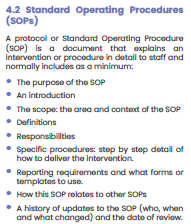 4.2 Standard Operating Procedures
(SOPs)
A protocol or Standard Operating Procedure
(SOP) is a document that explains an
intervention or procedure in detail to staff and
normally includes as a minimum:
• The purpose of the SOP
• An introduction
• The scope: the area and context of the SOP
• Definitions
• Responsibilities
• Specific procedures: step by step detail of
how to deliver the intervention.
• Reporting requirements and what forms or
templates to use.
• How this SOP relates to other SOPs
• A history of updates to the SOP (who, when
and what changed) and the date of review.